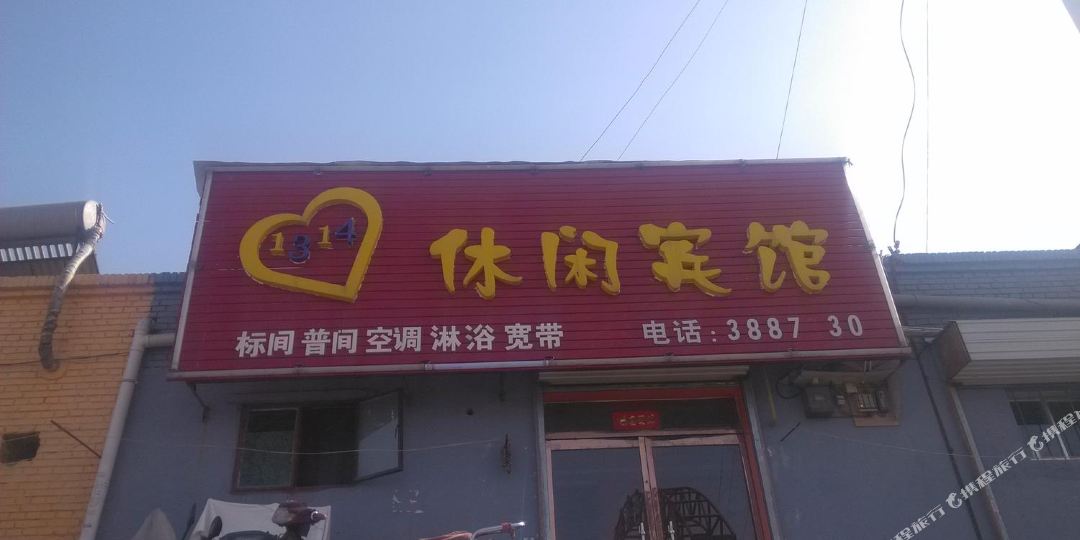 1314 休闲宾馆
标间 普间 空调 淋浴 宽带 电话:3887 30
携程旅行
携程旅行